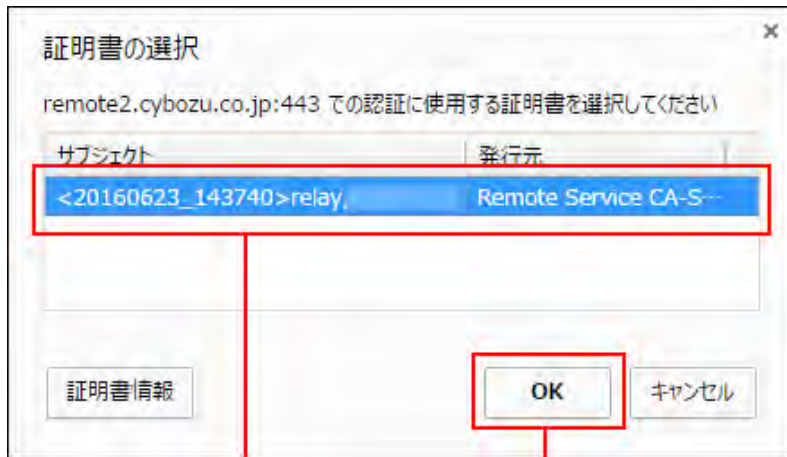 証明書の選択
×
remote2.cybozu.co.jp:443 での認証に使用する証明書を選択してください
サブジェクト 発行元
<20160623_143740>relay. Remote Service CA-S…
証明書情報 OK キャンセル